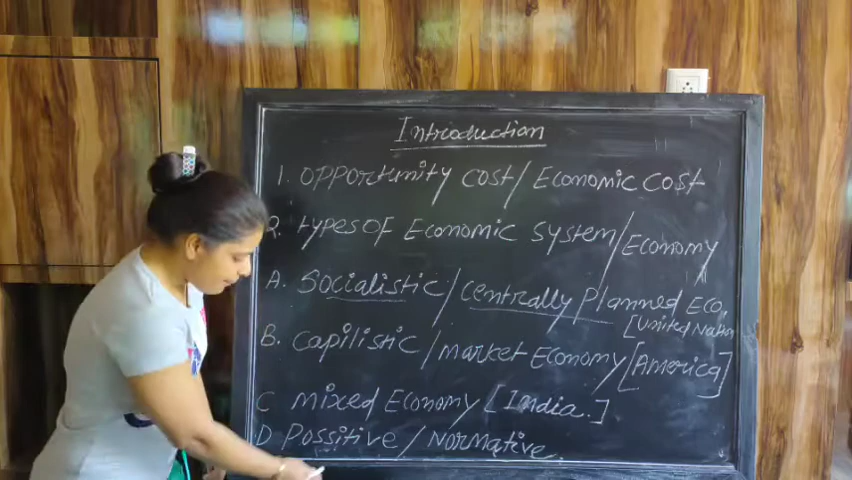 Introduction
1. Opportunity cost/Economic cost
2. types of Economic system/Economy
A. Socialistic/centrally Planned Eco.
[United Nation
B. Capilistic/market Economy [America]
C Mixed Economy [India.]
D Possitive/Normative